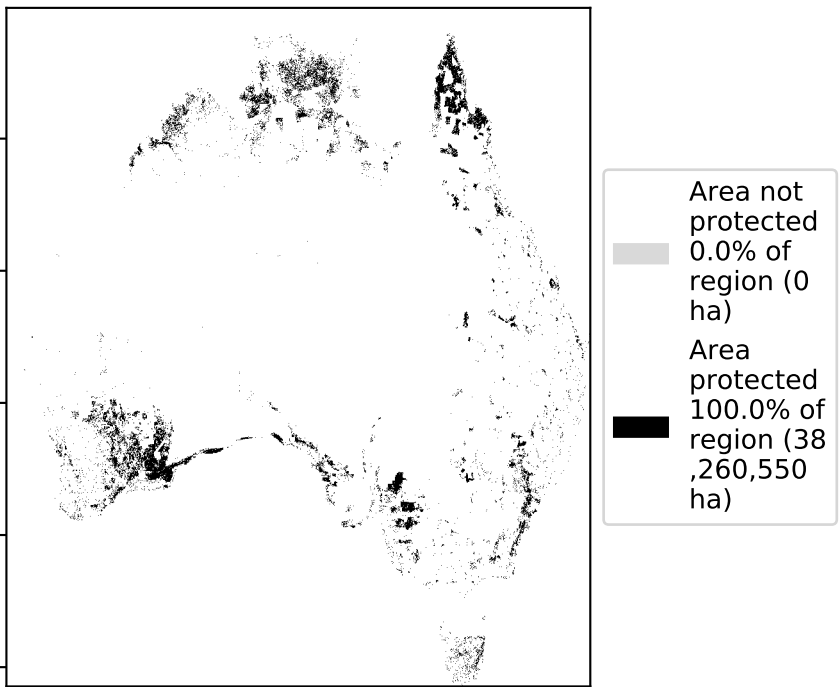 Area not
protected
0.0% of
region (0
ha)
Area
protected
100.0% of
region (38
,260,550
ha)